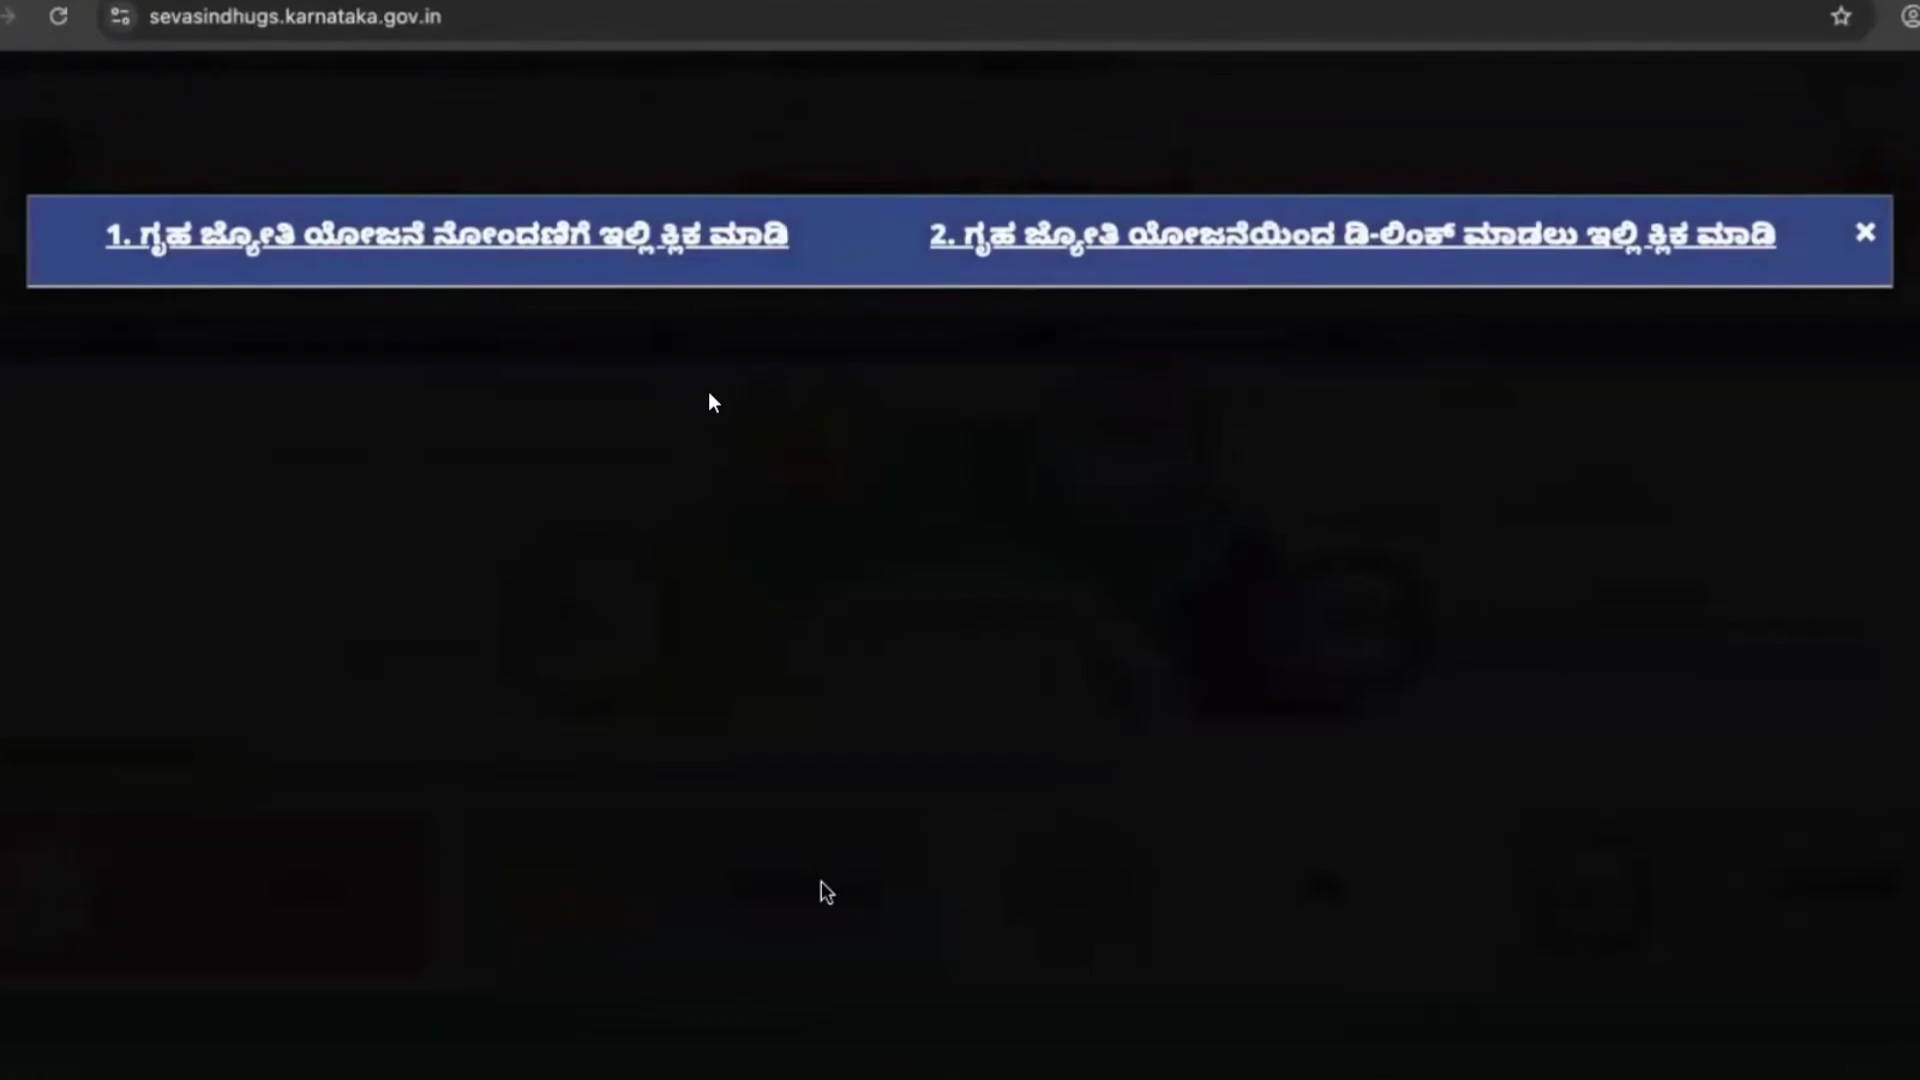 sevasindhugs.karnataka.gov.in
1. ಗೃಹ ಜ್ಯೋತಿ ಯೋಜನೆ ನೋಂದಣಿಗೆ ಇಲ್ಲಿ ಕ್ಲಿಕ ಮಾಡಿ
2. ಗೃಹ ಜ್ಯೋತಿ ಯೋಜನೆಯಿಂದ ಡಿ-ಲಿಂಕ್ ಮಾಡಲು ಇಲ್ಲಿ ಕ್ಲಿಕ ಮಾಡಿ